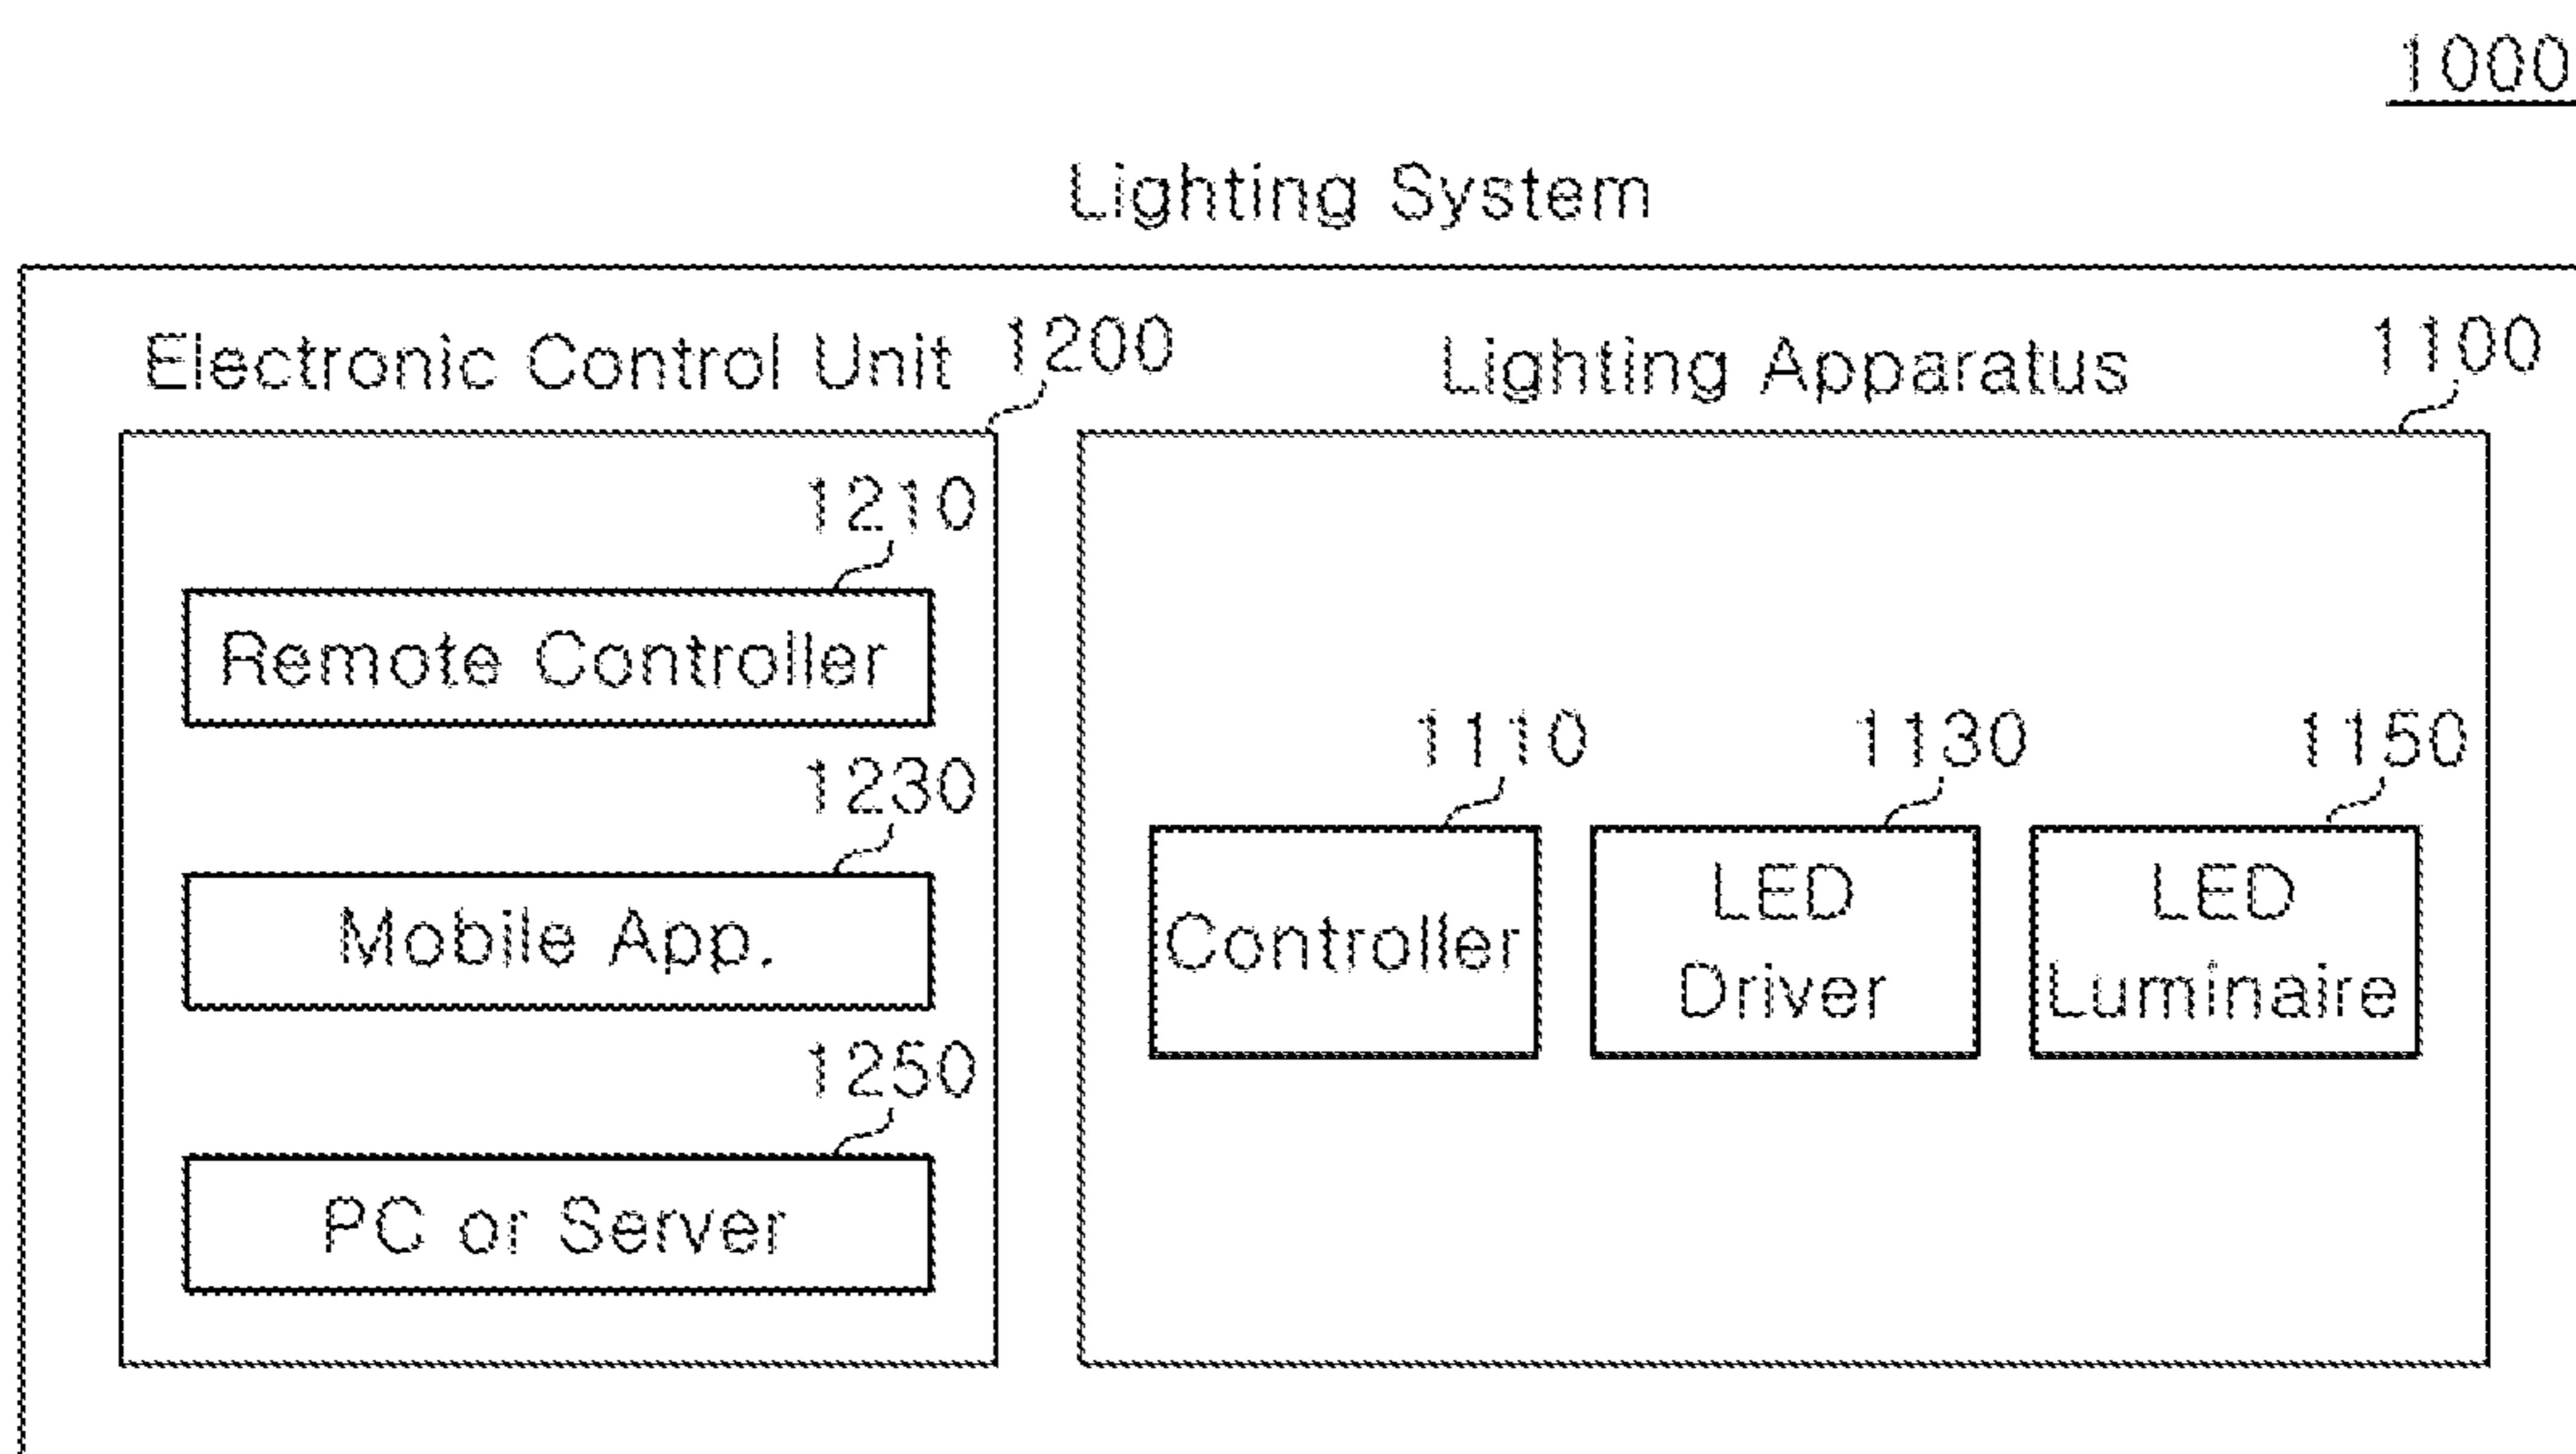 1000
Lighting System
Electronic Control Unit 1200
Lighting Apparatus 1100
1210
Remote Controller
1230
Mobile App.
1250
PC or Server
1110
Controller
1130
LED
Driver
1150
LED
Luminaire